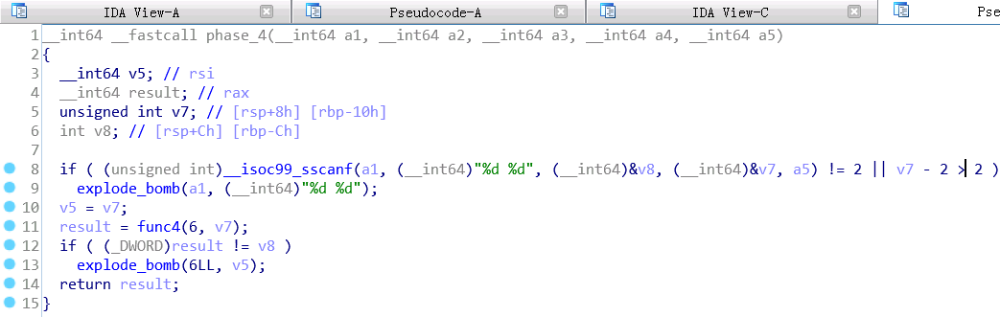 IDA View-A Pseudocode-A IDA View-C Pse
1 __int64 __fastcall phase_4(__int64 a1, __int64 a2, __int64 a3, __int64 a4, __int64 a5)
2 {
3 __int64 v5; // rsi
4 __int64 result; // rax
5 unsigned int v7; // [rsp+8h] [rbp-10h]
6 int v8; // [rsp+Ch] [rbp-Ch]
7
8 if ( (unsigned int)__isoc99_sscanf(a1, (__int64)"%d %d", (__int64)&v8, (__int64)&v7, a5) != 2 || v7 - 2 > 2 )
9 explode_bomb(a1, (__int64)"%d %d");
10 v5 = v7;
11 result = func4(6, v7);
12 if ( (_DWORD)result != v8 )
13 explode_bomb(6LL, v5);
14 return result;
15 }